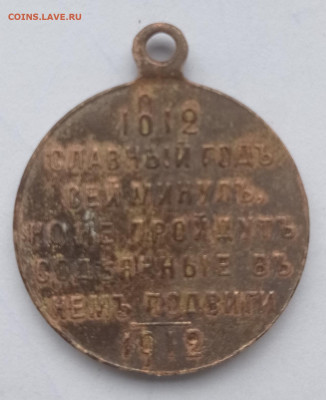 COINS.LAVE.RU
1812
СЛАВНЫЙ ГОДЪ
СЕЙ МИНУЛЪ,
НО НЕ ПРОЙДУТЪ
СОДѢЯННЫЕ ВЪ
НЕМЪ ПОДВИГИ
1912